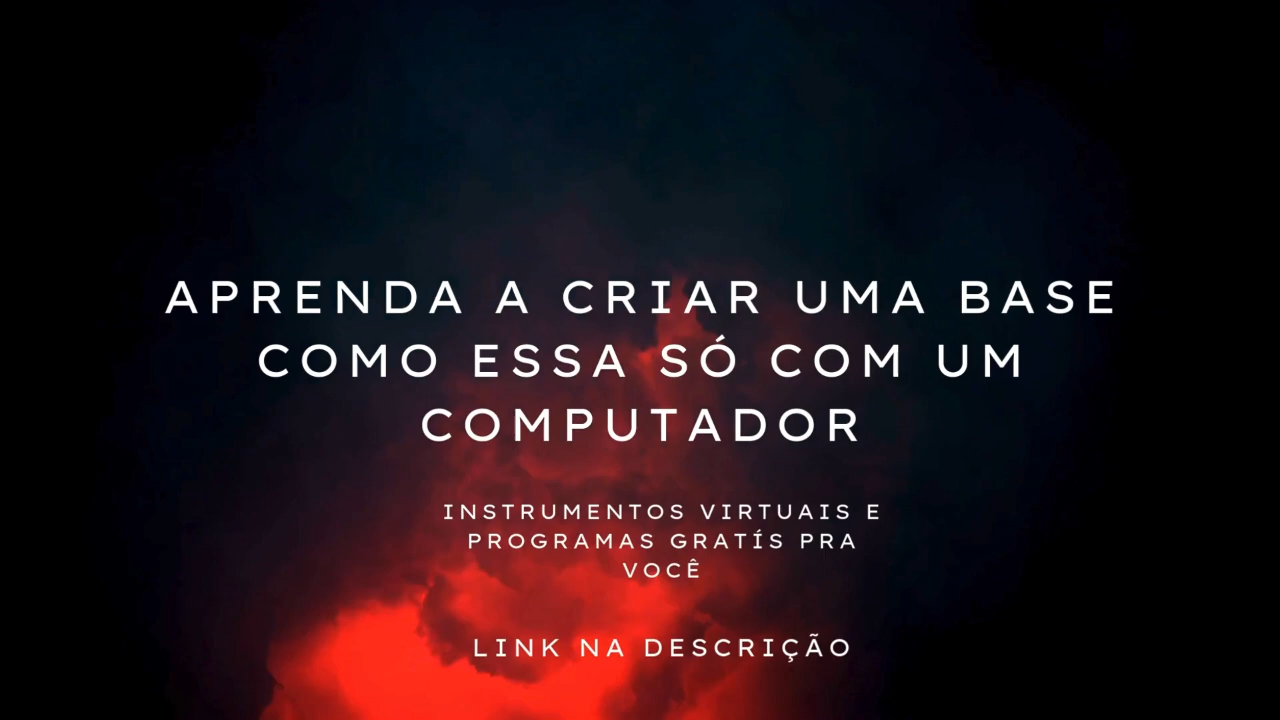 APRENDA A CRIAR UMA BASE
COMO ESSA SÓ COM UM
COMPUTADOR
INSTRUMENTOS VIRTUAIS E
PROGRAMAS GRATÍS PRA
VOCÊ
LINK NA DESCRIÇÃO